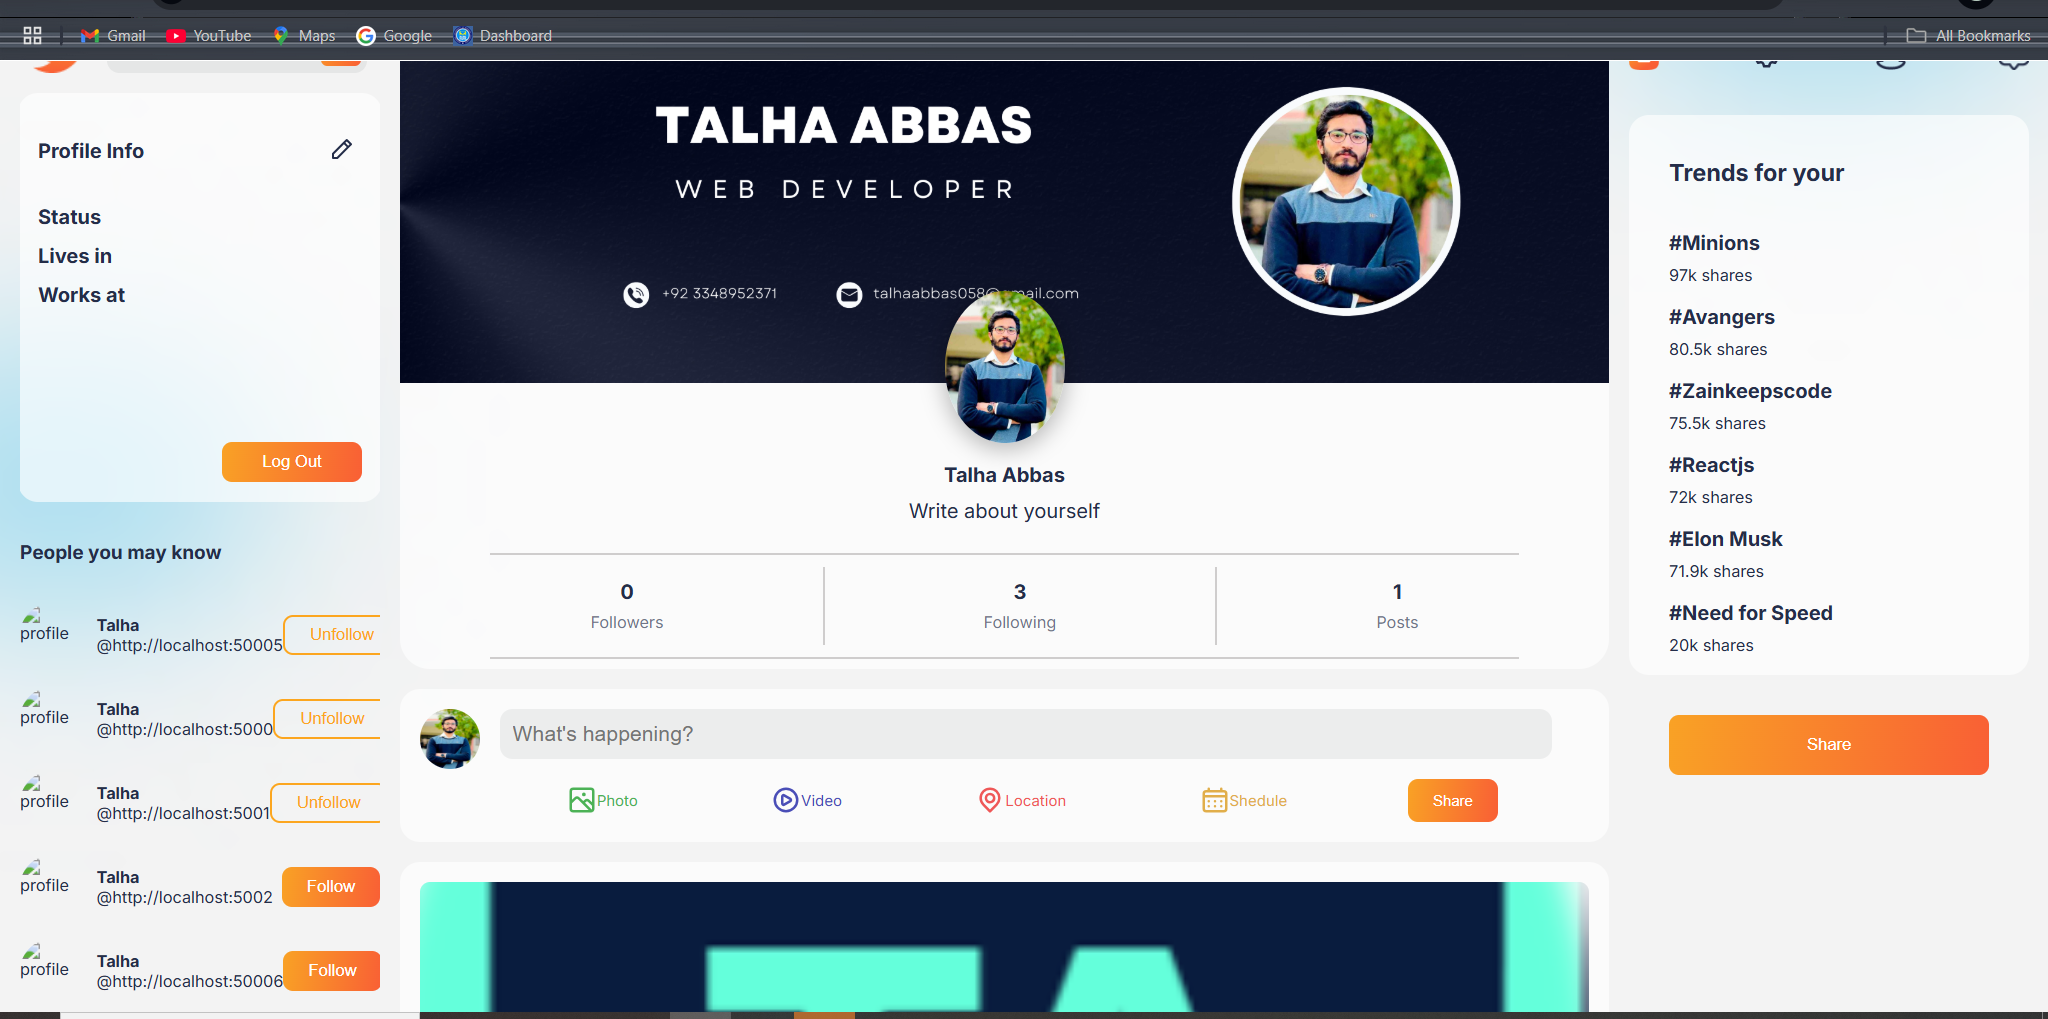 Gmail
YouTube
Maps
Google
Dashboard
All Bookmarks
Profile Info
Status
Lives in
Works at
Log Out
People you may know
profile
Talha
@http://localhost:50005
Unfollow
profile
Talha
@http://localhost:5000
Unfollow
profile
Talha
@http://localhost:5001
Unfollow
profile
Talha
@http://localhost:5002
Follow
profile
Talha
@http://localhost:50006
Follow
TALHA ABBAS
WEB DEVELOPER
+92 3348952371
talhaabbas058@gmail.com
Talha Abbas
Write about yourself
0
Followers
3
Following
1
Posts
What's happening?
Photo
Video
Location
Shedule
Share
TA
Trends for your
#Minions
97k shares
#Avangers
80.5k shares
#Zainkeepscode
75.5k shares
#Reactjs
72k shares
#Elon Musk
71.9k shares
#Need for Speed
20k shares
Share